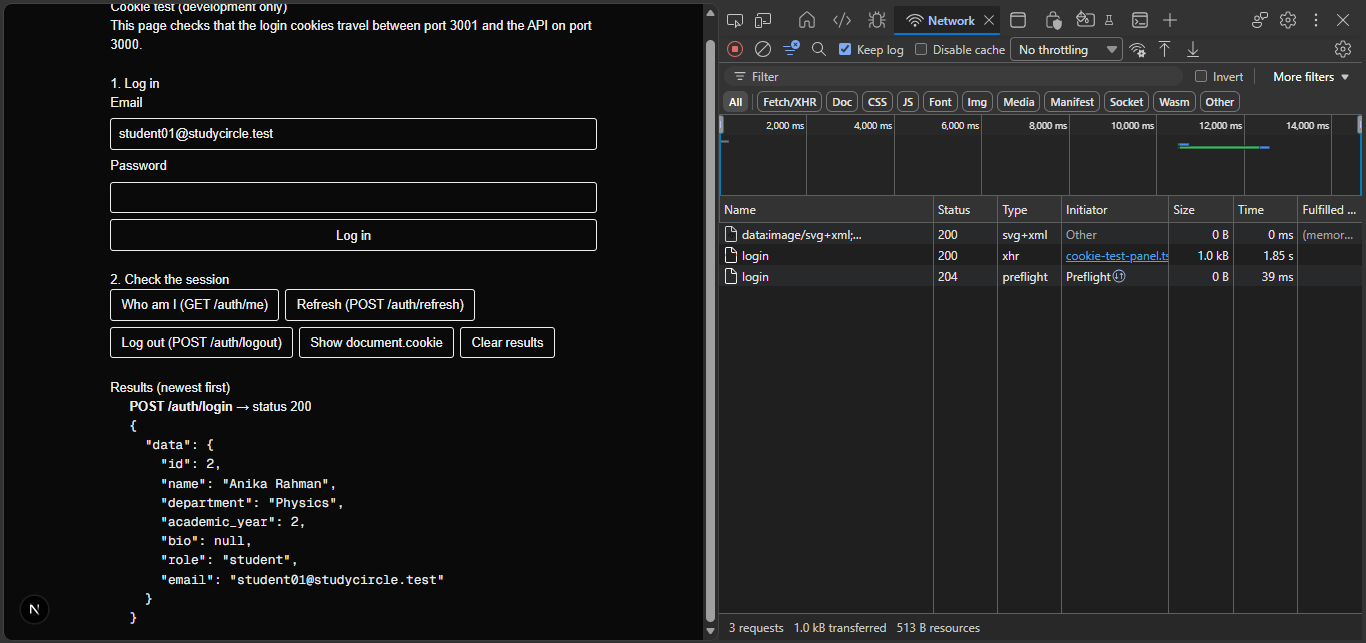 Cookie test (development only)
This page checks that the login cookies travel between port 3001 and the API on port
3000.
1. Log in
Email
student01@studycircle.test
Password
Log in
2. Check the session
Who am I (GET /auth/me)
Refresh (POST /auth/refresh)
Log out (POST /auth/logout)
Show document.cookie
Clear results
Results (newest first)
POST /auth/login → status 200
{
"data": {
"id": 2,
"name": "Anika Rahman",
"department": "Physics",
"academic_year": 2,
"bio": null,
"role": "student",
"email": "student01@studycircle.test"
}
}
N
Network
Keep log
Disable cache
No throttling
Filter
Invert
More filters
All
Fetch/XHR
Doc
CSS
JS
Font
Img
Media
Manifest
Socket
Wasm
Other
2,000 ms
4,000 ms
6,000 ms
8,000 ms
10,000 ms
12,000 ms
14,000 ms
Name Status Type Initiator Size Time Fulfilled ...
data:image/svg+xml;... 200 svg+xml Other 0 B 0 ms (memor...
login 200 xhr cookie-test-panel.ts 1.0 kB 1.85 s
login 204 preflight Preflight 0 B 39 ms
3 requests 1.0 kB transferred 513 B resources